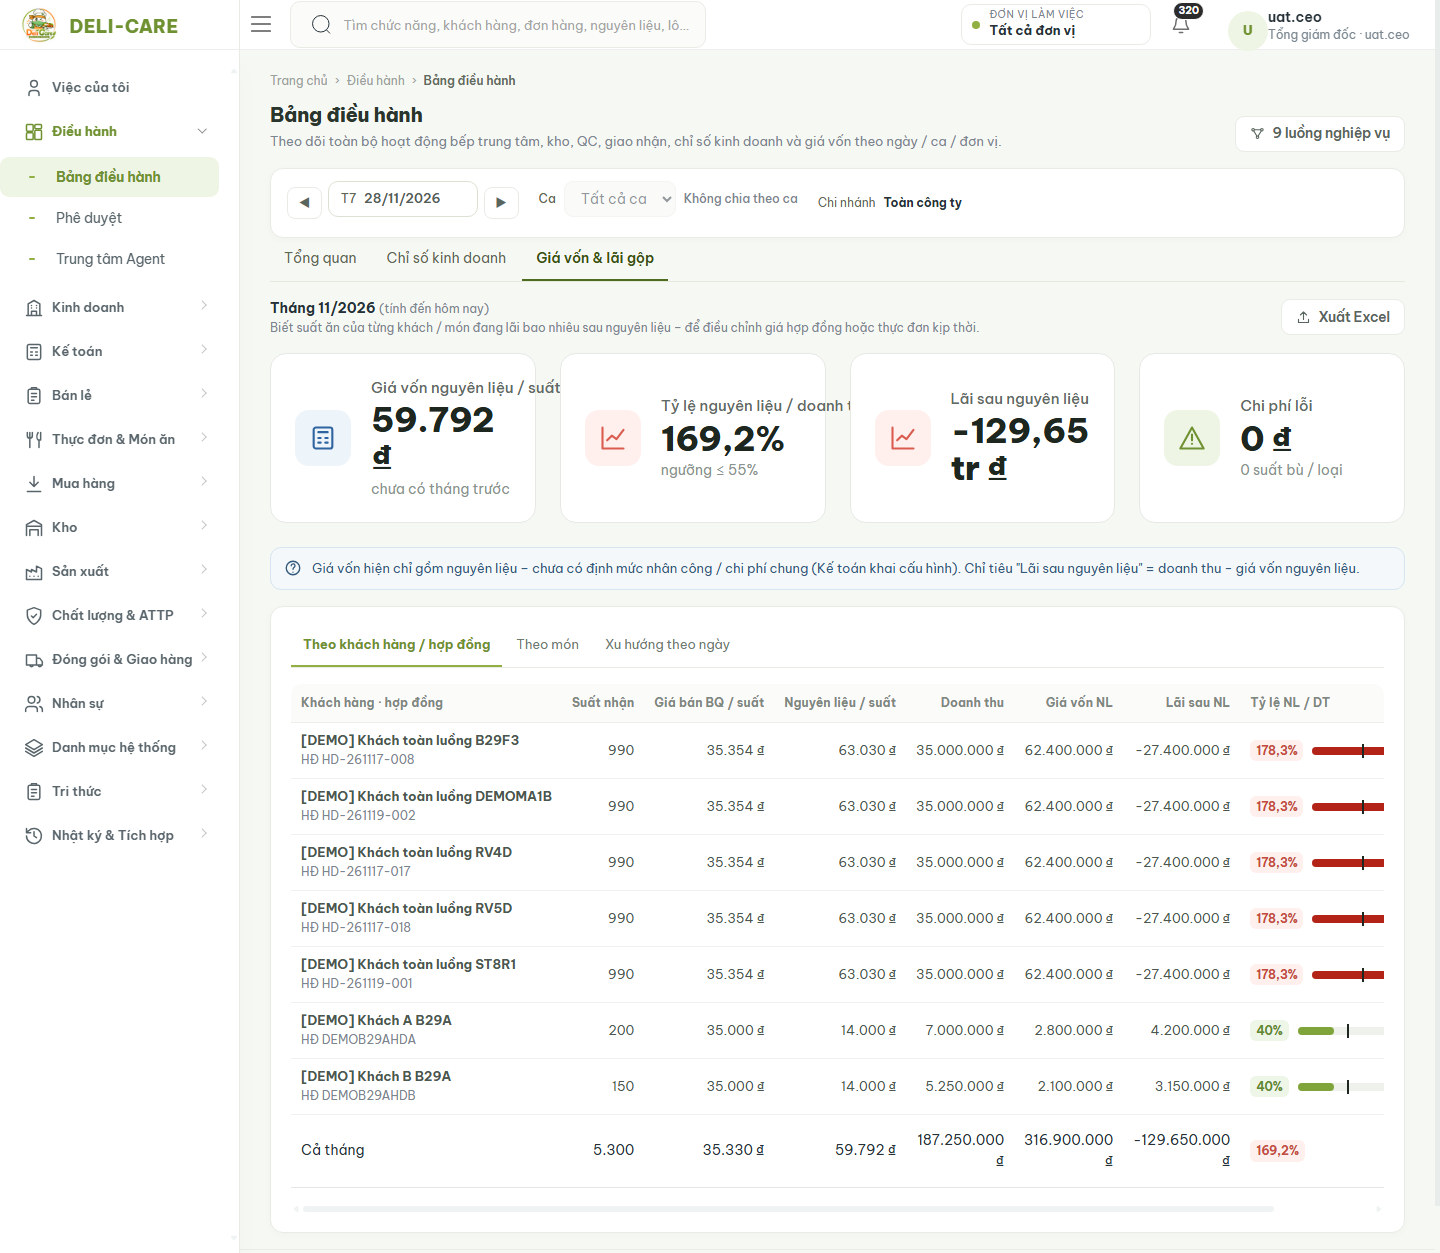 DELI-CARE
Tìm chức năng, khách hàng, đơn hàng, nguyên liệu, lô...
ĐƠN VỊ LÀM VIỆC
Tất cả đơn vị
320
U
uat.ceo
Tổng giám đốc · uat.ceo
Việc của tôi
Điều hành
- Bảng điều hành
- Phê duyệt
- Trung tâm Agent
Kinh doanh
Kế toán
Bán lẻ
Thực đơn & Món ăn
Mua hàng
Kho
Sản xuất
Chất lượng & ATTP
Đóng gói & Giao hàng
Nhân sự
Danh mục hệ thống
Tri thức
Nhật ký & Tích hợp
Trang chủ › Điều hành › Bảng điều hành
Bảng điều hành
Theo dõi toàn bộ hoạt động bếp trung tâm, kho, QC, giao nhận, chỉ số kinh doanh và giá vốn theo ngày / ca / đơn vị.
9 luồng nghiệp vụ
◀ T7 28/11/2026 ▶ Ca Tất cả ca Không chia theo ca Chi nhánh Toàn công ty
Tổng quan Chỉ số kinh doanh Giá vốn & lãi gộp
Tháng 11/2026 (tính đến hôm nay)
Biết suất ăn của từng khách / món đang lãi bao nhiêu sau nguyên liệu – để điều chỉnh giá hợp đồng hoặc thực đơn kịp thời.
Xuất Excel
Giá vốn nguyên liệu / suất
59.792
đ
chưa có tháng trước
Tỷ lệ nguyên liệu / doanh t
169,2%
ngưỡng ≤ 55%
Lãi sau nguyên liệu
-129,65
tr đ
Chi phí lỗi
0 đ
0 suất bù / loại
Giá vốn hiện chỉ gồm nguyên liệu – chưa có định mức nhân công / chi phí chung (Kế toán khai cấu hình). Chỉ tiêu "Lãi sau nguyên liệu" = doanh thu − giá vốn nguyên liệu.
Theo khách hàng / hợp đồng Theo món Xu hướng theo ngày
Khách hàng · hợp đồng Suất nhận Giá bán BQ / suất Nguyên liệu / suất Doanh thu Giá vốn NL Lãi sau NL Tỷ lệ NL / DT
[DEMO] Khách toàn luồng B29F3
HĐ HD-261117-008
990 35.354 đ 63.030 đ 35.000.000 đ 62.400.000 đ -27.400.000 đ 178,3%
[DEMO] Khách toàn luồng DEMOMA1B
HĐ HD-261119-002
990 35.354 đ 63.030 đ 35.000.000 đ 62.400.000 đ -27.400.000 đ 178,3%
[DEMO] Khách toàn luồng RV4D
HĐ HD-261117-017
990 35.354 đ 63.030 đ 35.000.000 đ 62.400.000 đ -27.400.000 đ 178,3%
[DEMO] Khách toàn luồng RV5D
HĐ HD-261117-018
990 35.354 đ 63.030 đ 35.000.000 đ 62.400.000 đ -27.400.000 đ 178,3%
[DEMO] Khách toàn luồng ST8R1
HĐ HD-261119-001
990 35.354 đ 63.030 đ 35.000.000 đ 62.400.000 đ -27.400.000 đ 178,3%
[DEMO] Khách A B29A
HĐ DEMOB29AHDA
200 35.000 đ 14.000 đ 7.000.000 đ 2.800.000 đ 4.200.000 đ 40%
[DEMO] Khách B B29A
HĐ DEMOB29AHDB
150 35.000 đ 14.000 đ 5.250.000 đ 2.100.000 đ 3.150.000 đ 40%
Cả tháng 5.300 35.330 đ 59.792 đ 187.250.000 đ 316.900.000 đ -129.650.000 đ 169,2%